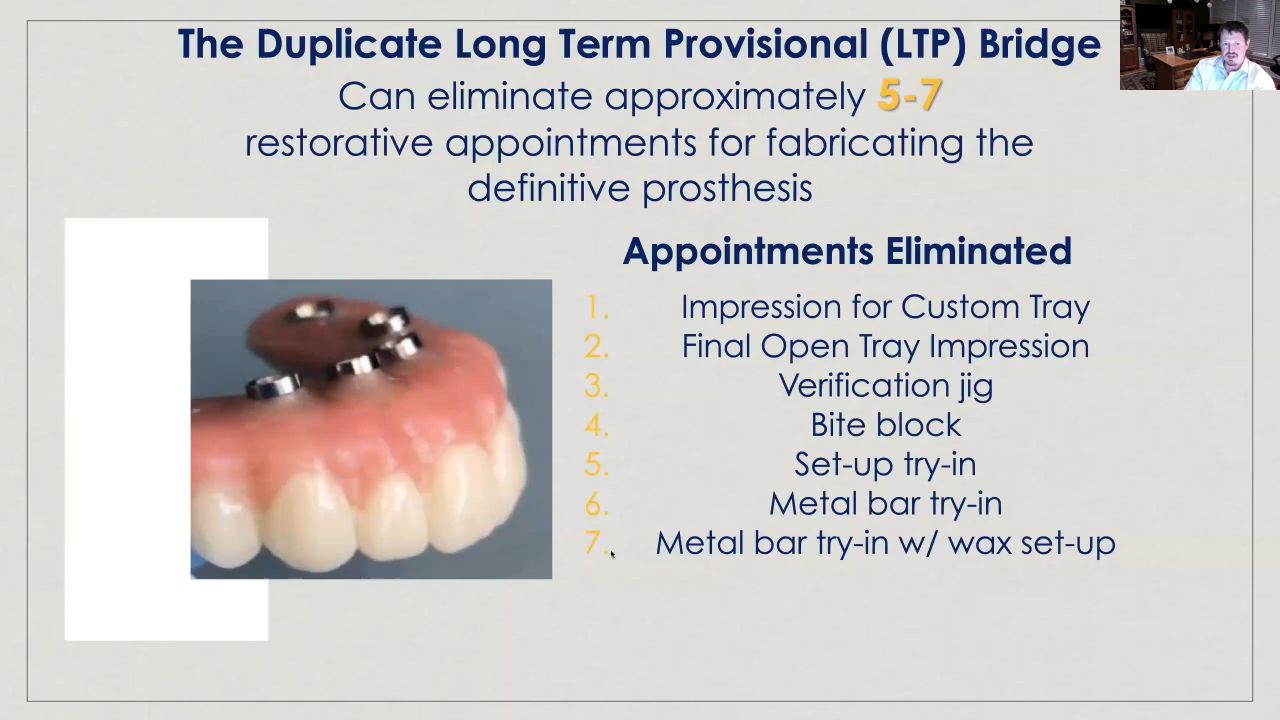 The Duplicate Long Term Provisional (LTP) Bridge
Can eliminate approximately 5-7
restorative appointments for fabricating the
definitive prosthesis
Appointments Eliminated
1. Impression for Custom Tray
2. Final Open Tray Impression
3. Verification jig
4. Bite block
5. Set-up try-in
6. Metal bar try-in
7. Metal bar try-in w/ wax set-up